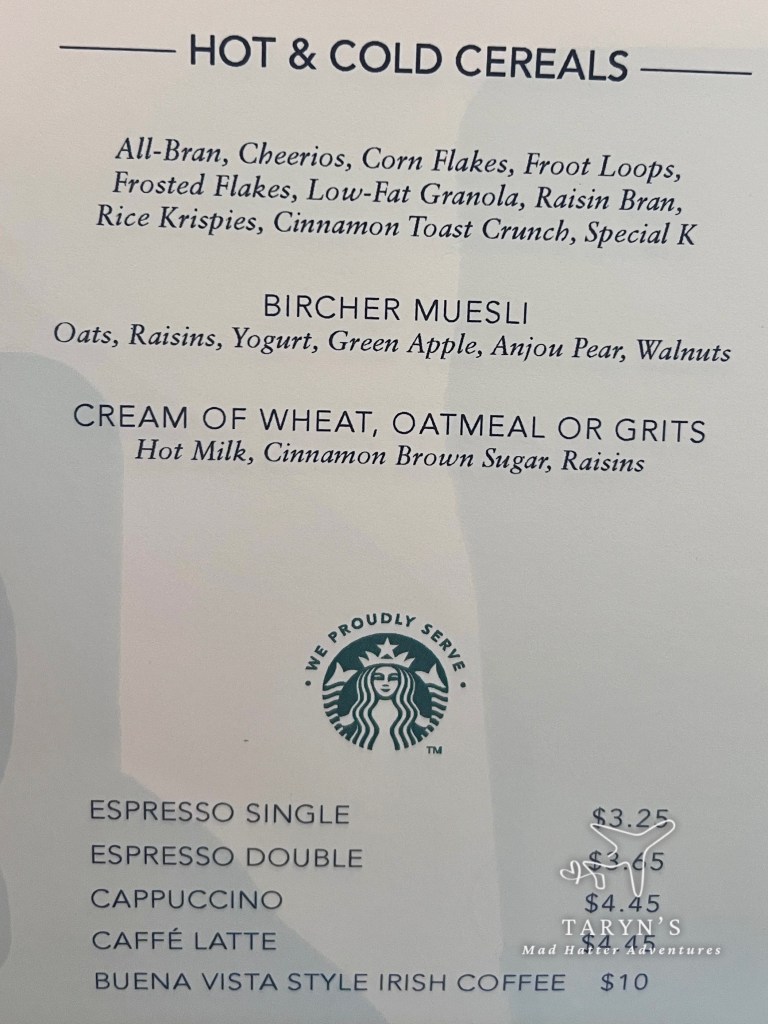 HOT & COLD CEREALS
All-Bran, Cheerios, Corn Flakes, Froot Loops,
Frosted Flakes, Low-Fat Granola, Raisin Bran,
Rice Krispies, Cinnamon Toast Crunch, Special K
BIRCHER MUESLI
Oats, Raisins, Yogurt, Green Apple, Anjou Pear, Walnuts
CREAM OF WHEAT, OATMEAL OR GRITS
Hot Milk, Cinnamon Brown Sugar, Raisins
• WE PROUDLY SERVE •
TM
ESPRESSO SINGLE $3.25
ESPRESSO DOUBLE $3.65
CAPPUCCINO $4.45
CAFFÉ LATTE $4.45
BUENA VISTA STYLE IRISH COFFEE $10
TARYN'S
Mad Hatter Adventures